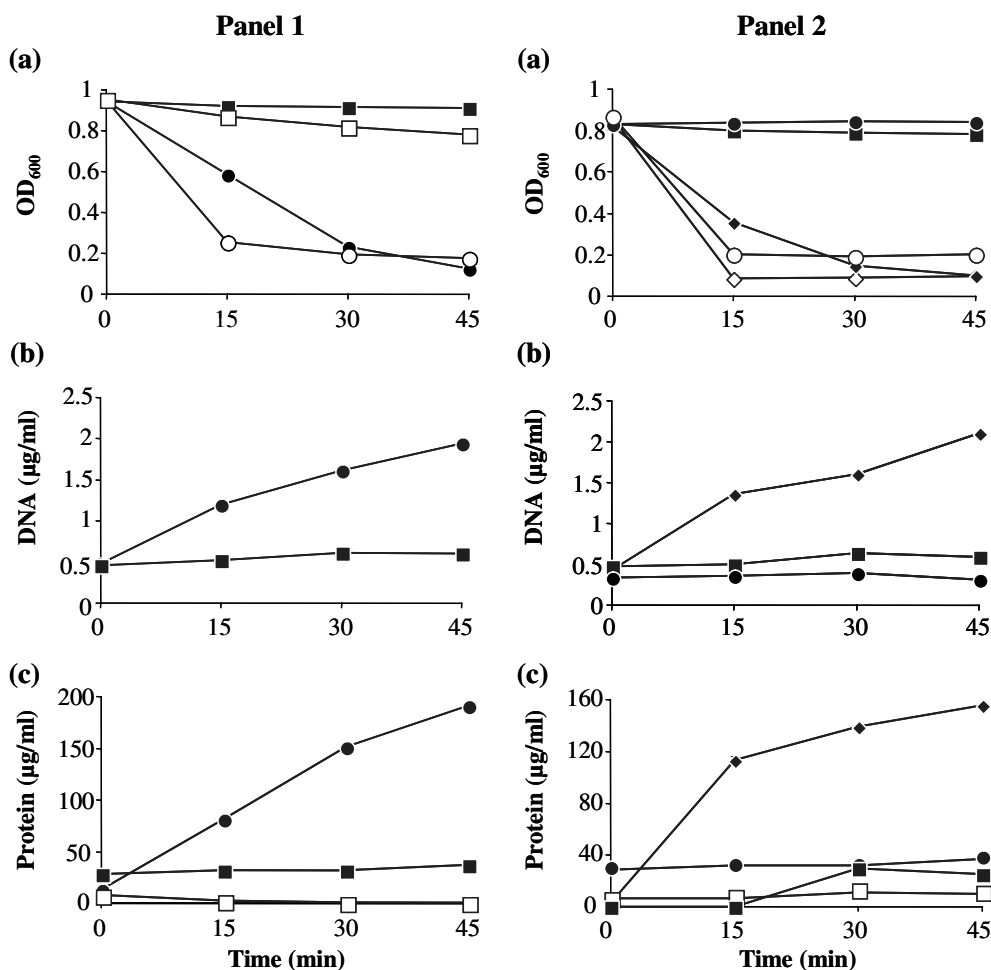 Panel 1
(a)
1
0.8
0.6
0.4
0.2
0
OD600
0 15 30 45
(b)
2.5
2
1.5
1
0.5
0
DNA (µg/ml)
0 15 30 45
(c)
200
150
100
50
0
Protein (µg/ml)
0 15 30 45
Time (min)
Panel 2
(a)
1
0.8
0.6
0.4
0.2
0
OD600
0 15 30 45
(b)
2.5
2
1.5
1
0.5
0
DNA (µg/ml)
0 15 30 45
(c)
160
120
80
40
0
Protein (µg/ml)
0 15 30 45
Time (min)